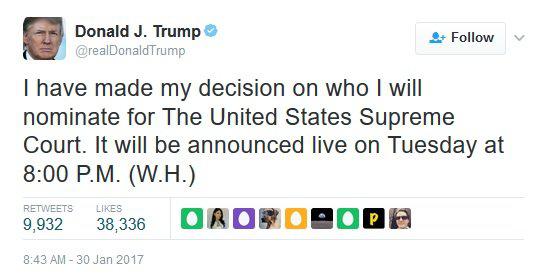 Donald J. Trump
@realDonaldTrump
Follow
I have made my decision on who I will
nominate for The United States Supreme
Court. It will be announced live on Tuesday at
8:00 P.M. (W.H.)
RETWEETS LIKES
9,932 38,336
P
8:43 AM - 30 Jan 2017